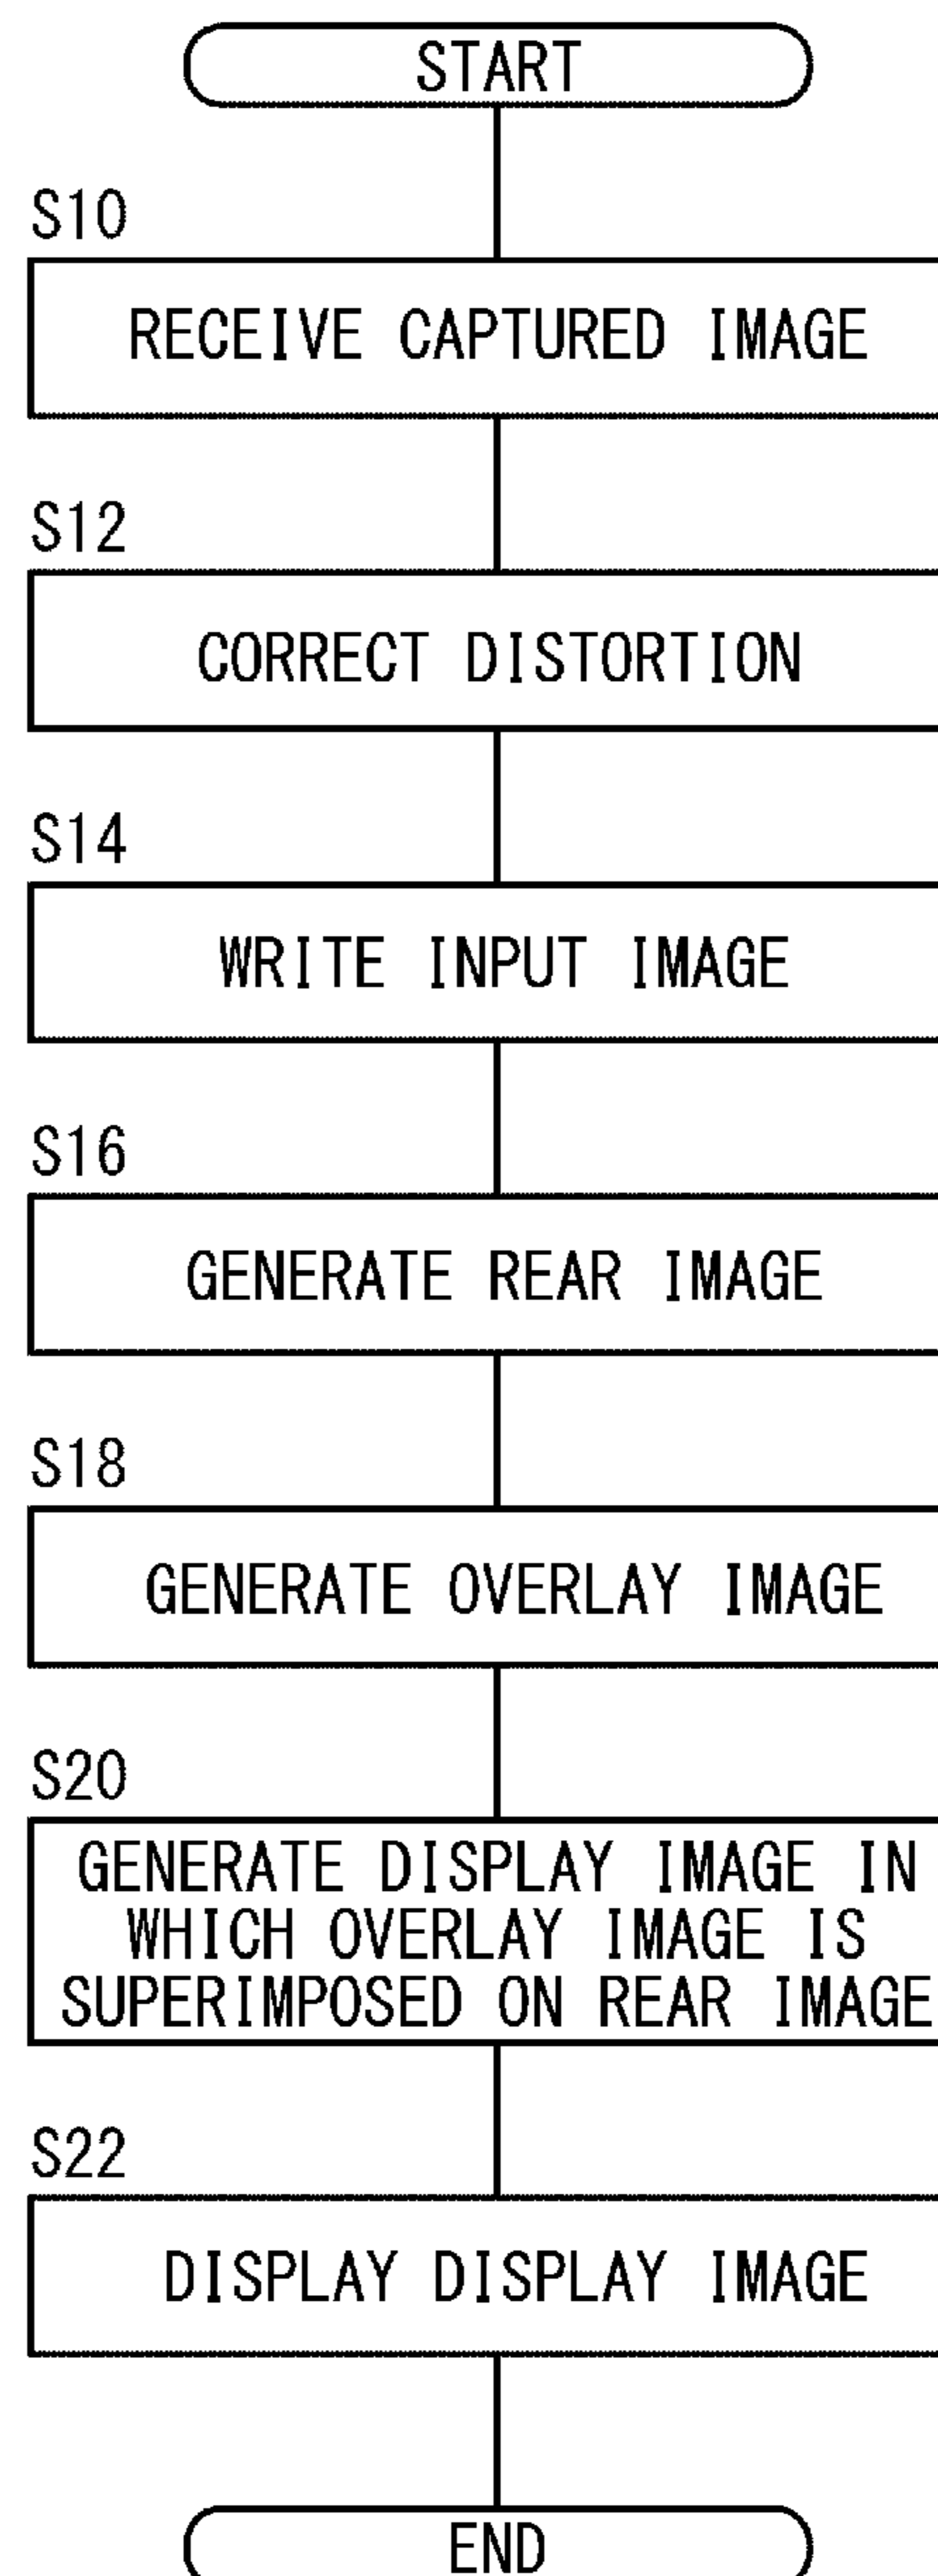 START
S10
RECEIVE CAPTURED IMAGE
S12
CORRECT DISTORTION
S14
WRITE INPUT IMAGE
S16
GENERATE REAR IMAGE
S18
GENERATE OVERLAY IMAGE
S20
GENERATE DISPLAY IMAGE IN
WHICH OVERLAY IMAGE IS
SUPERIMPOSED ON REAR IMAGE
S22
DISPLAY DISPLAY IMAGE
END